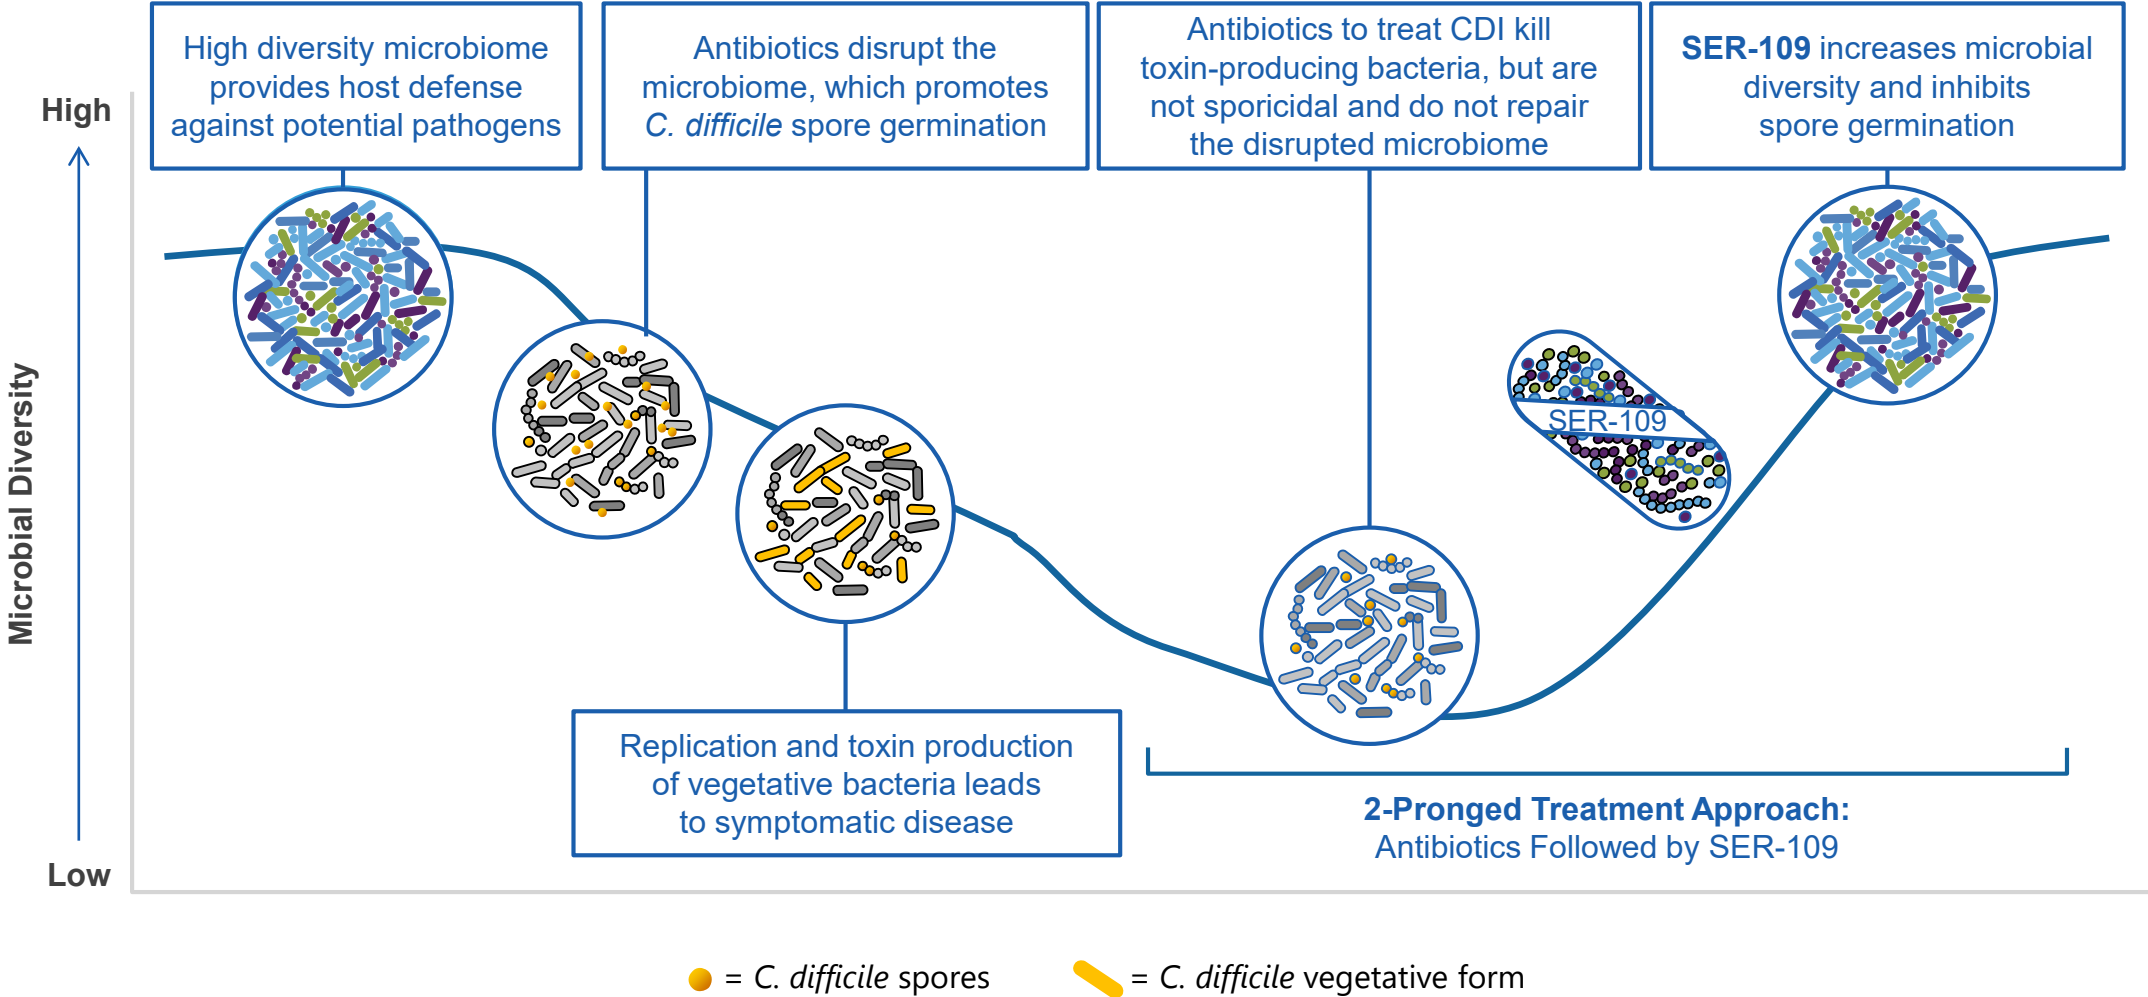 High diversity microbiome
provides host defense
against potential pathogens
Antibiotics disrupt the
microbiome, which promotes
C. difficile spore germination
Antibiotics to treat CDI kill
toxin-producing bacteria, but are
not sporicidal and do not repair
the disrupted microbiome
SER-109 increases microbial
diversity and inhibits
spore germination
High
Microbial Diversity
Low
SER-109
Replication and toxin production
of vegetative bacteria leads
to symptomatic disease
2-Pronged Treatment Approach:
Antibiotics Followed by SER-109
= C. difficile spores
= C. difficile vegetative form